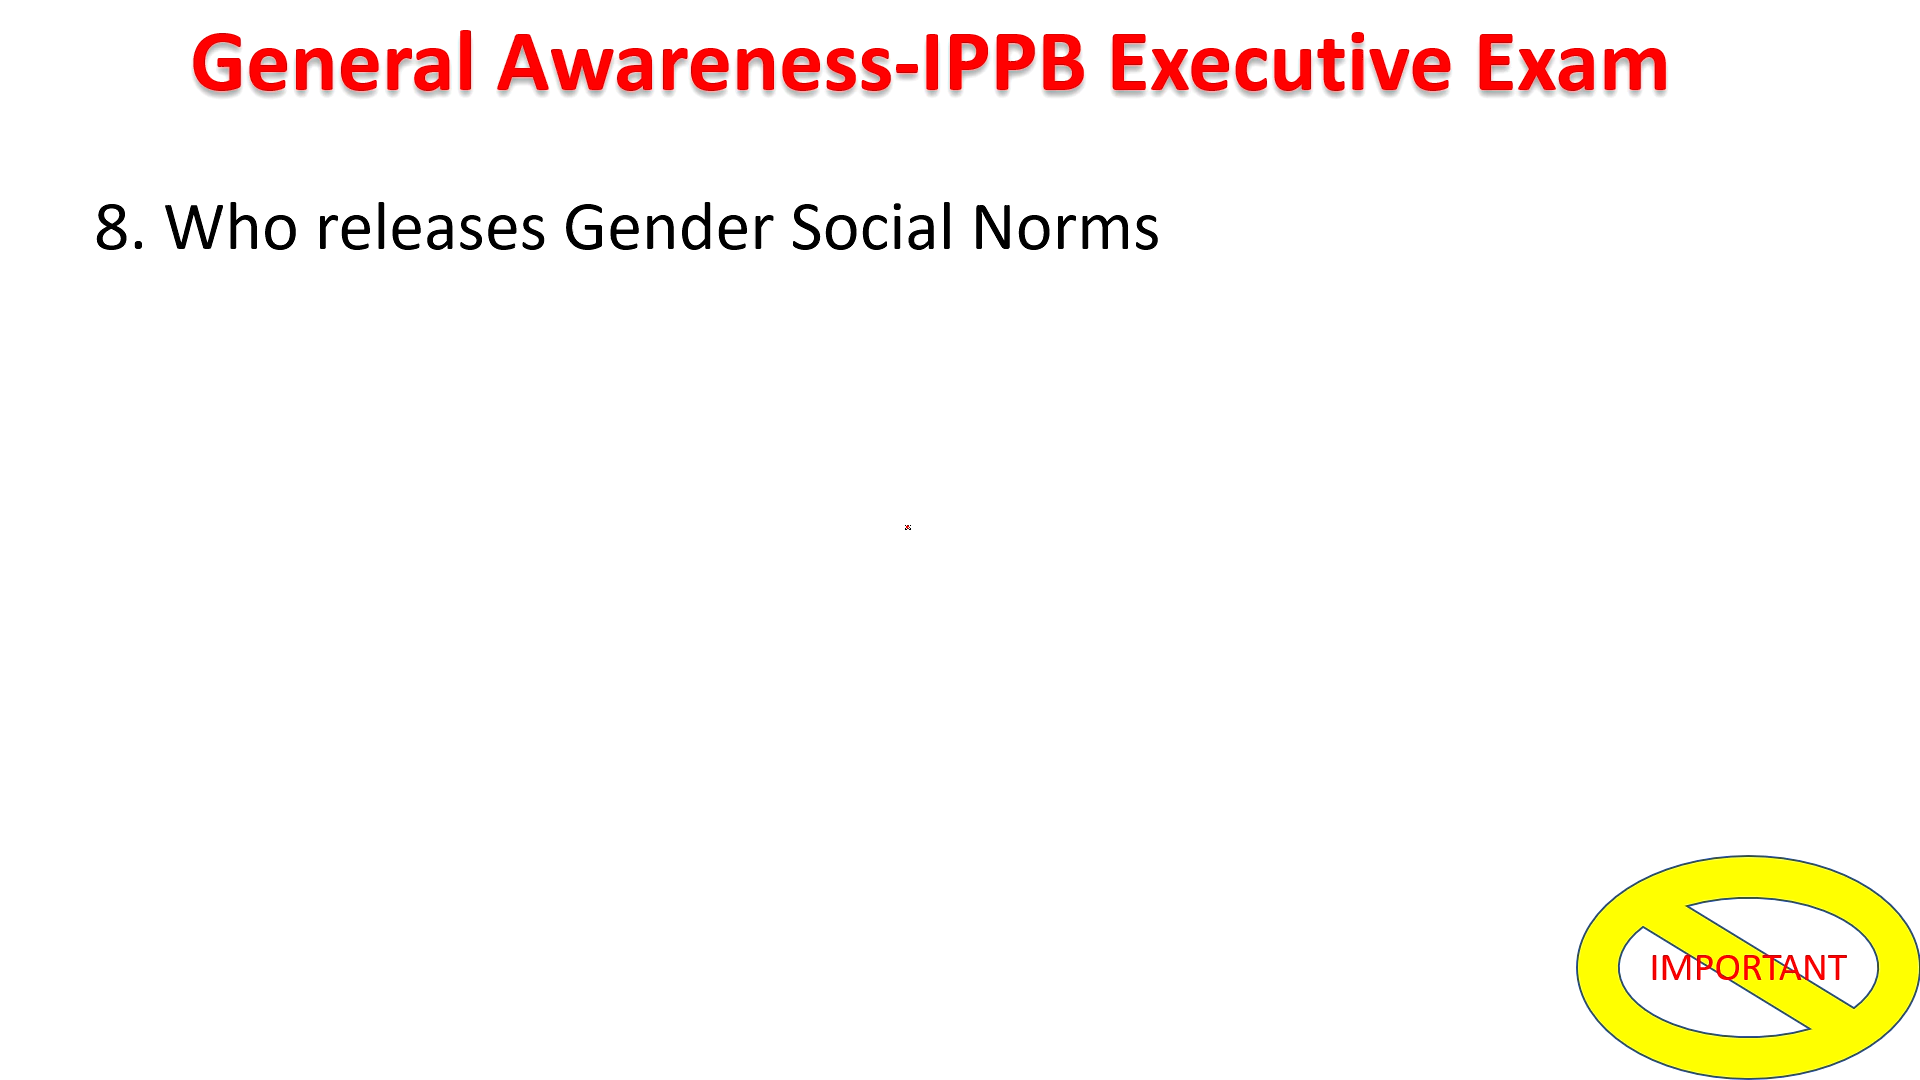 General Awareness-IPPB Executive Exam
8. Who releases Gender Social Norms
IMPORTANT